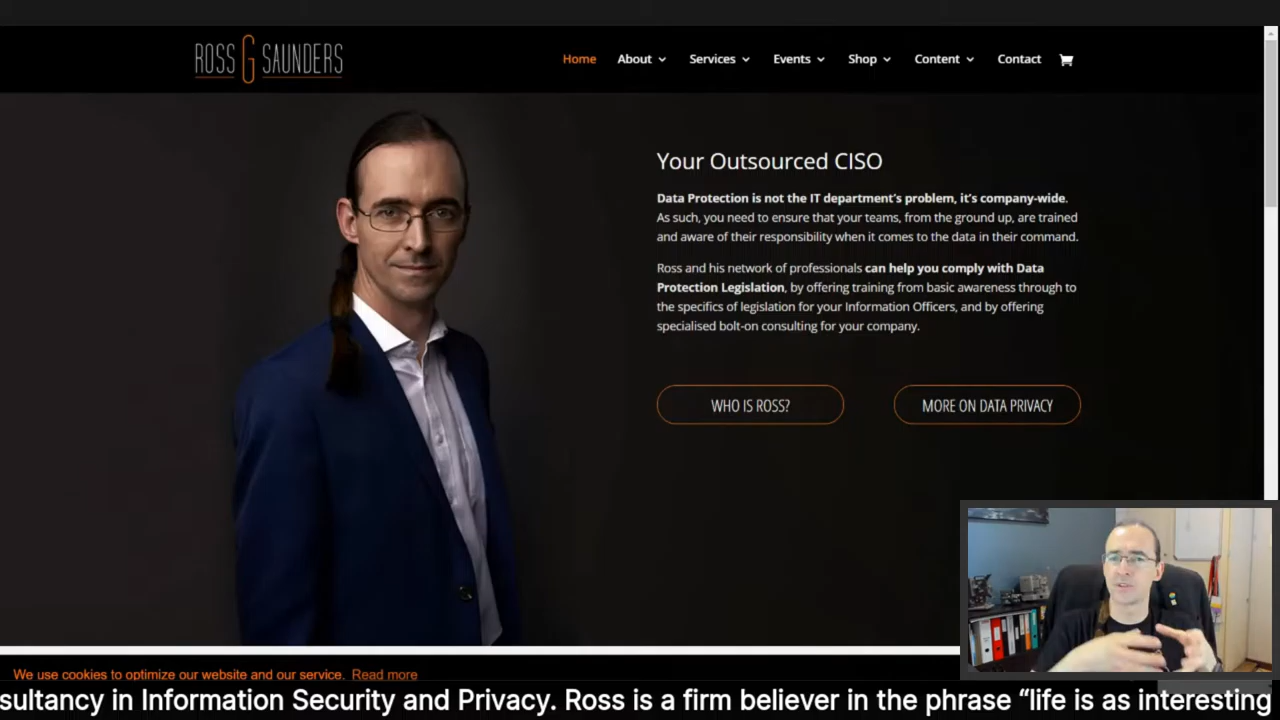 ROSS G SAUNDERS
Home About Services Events Shop Content Contact
Your Outsourced CISO
Data Protection is not the IT department's problem, it's company-wide.
As such, you need to ensure that your teams, from the ground up, are trained
and aware of their responsibility when it comes to the data in their command.
Ross and his network of professionals can help you comply with Data
Protection Legislation, by offering training from basic awareness through to
the specifics of legislation for your Information Officers, and by offering
specialised bolt-on consulting for your company.
WHO IS ROSS? MORE ON DATA PRIVACY
We use cookies to optimize our website and our service. Read more
sultancy in Information Security and Privacy. Ross is a firm believer in the phrase “life is as interesting